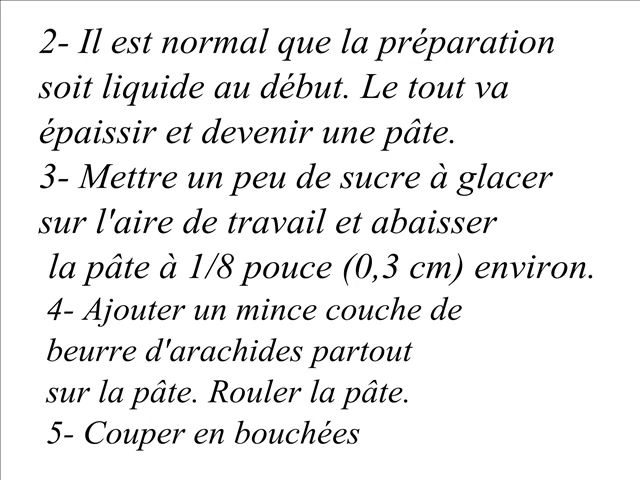 2- Il est normal que la préparation
soit liquide au début. Le tout va
épaissir et devenir une pâte.
3- Mettre un peu de sucre à glacer
sur l'aire de travail et abaisser
la pâte à 1/8 pouce (0,3 cm) environ.
4- Ajouter un mince couche de
beurre d'arachides partout
sur la pâte. Rouler la pâte.
5- Couper en bouchées